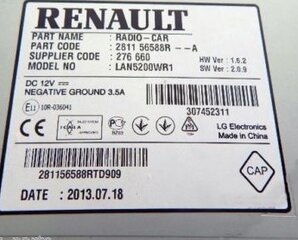 RENAULT
PART NAME : RADIO-CAR
PART CODE : 2811 56588R --A
SUPPLIER CODE : 276 660
MODEL NO : LAN5200WR1
HW Ver : 1.6.2
SW Ver : 2.0.9
DC 12V
NEGATIVE GROUND 3.5A
E11 10R-036041
307452311
LG Electronics
Made in China
281156588RTD909
CAP
DATE : 2013.07.18